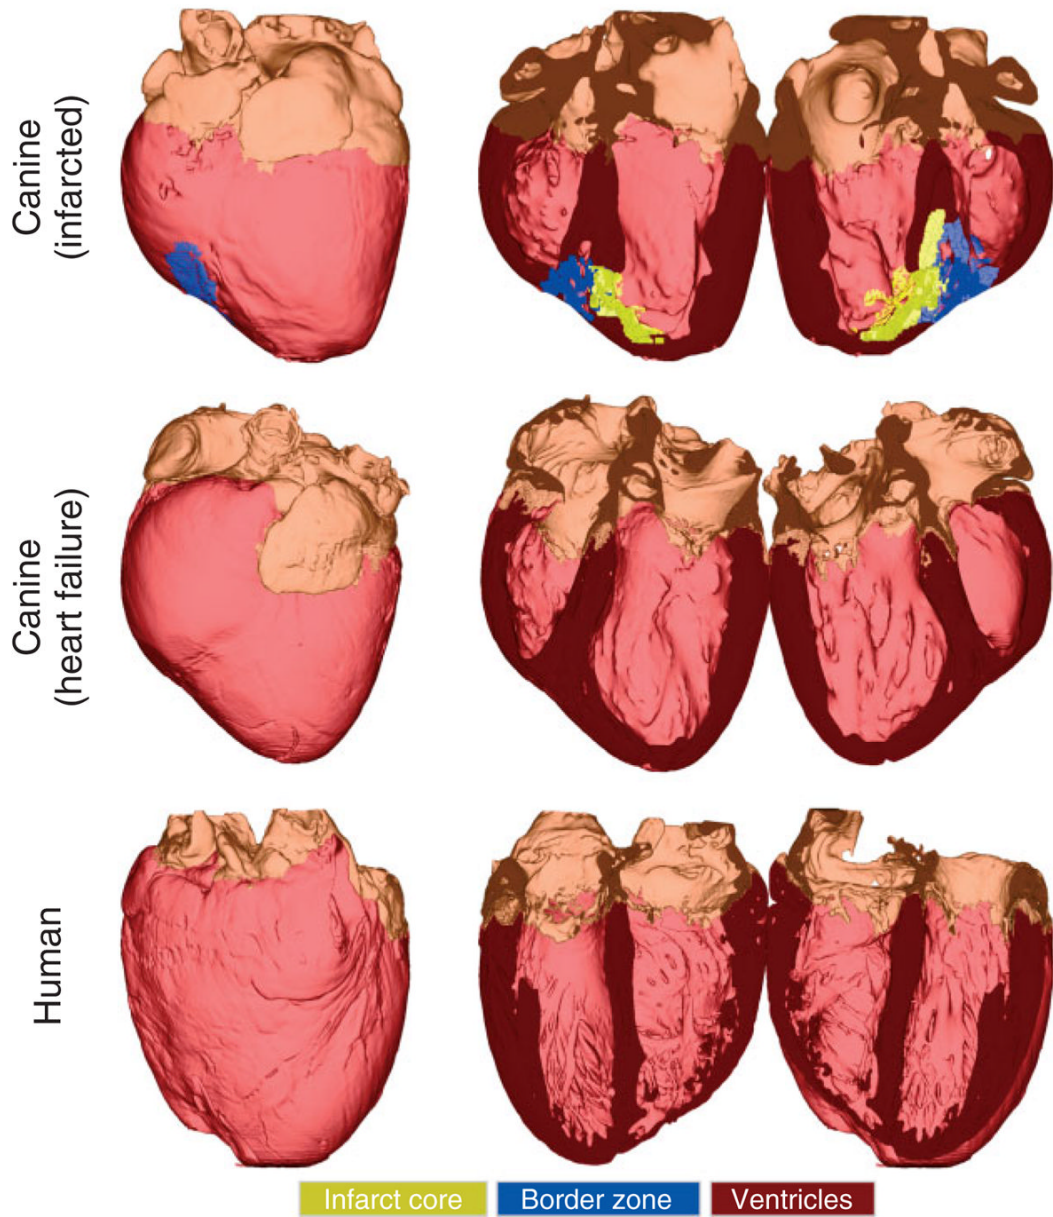 Canine
(infarcted)
Canine
(heart failure)
Human
Infarct core
Border zone
Ventricles